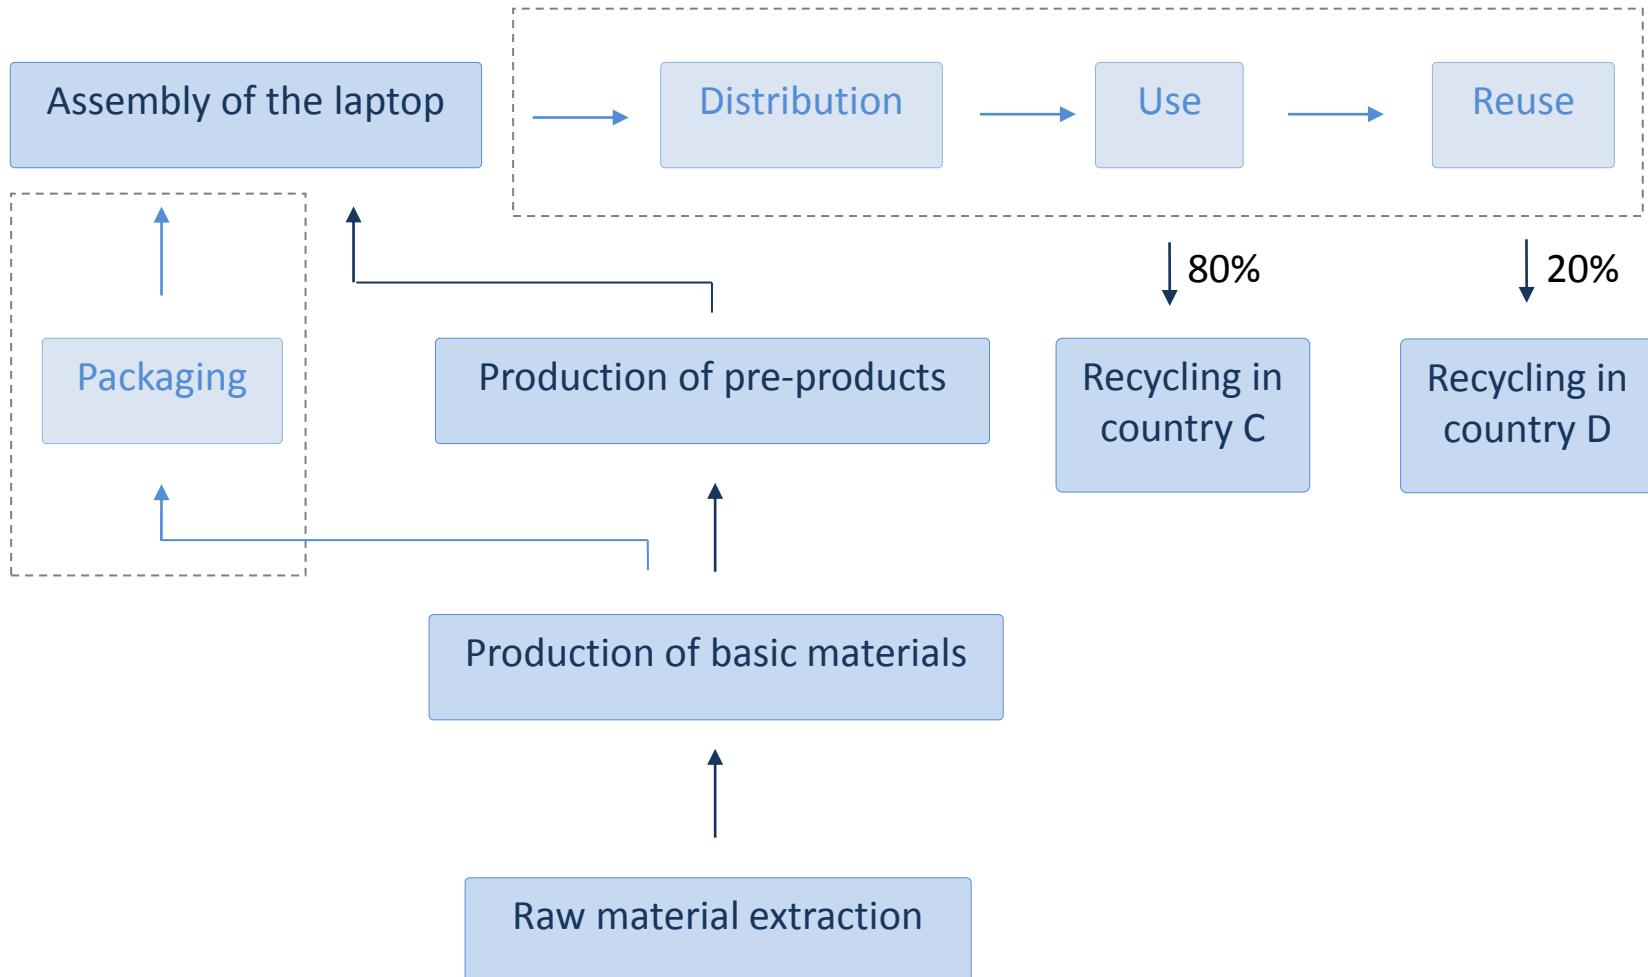 Assembly of the laptop
Distribution
Use
Reuse
80%
20%
Packaging
Production of pre-products
Recycling in
country C
Recycling in
country D
Production of basic materials
Raw material extraction